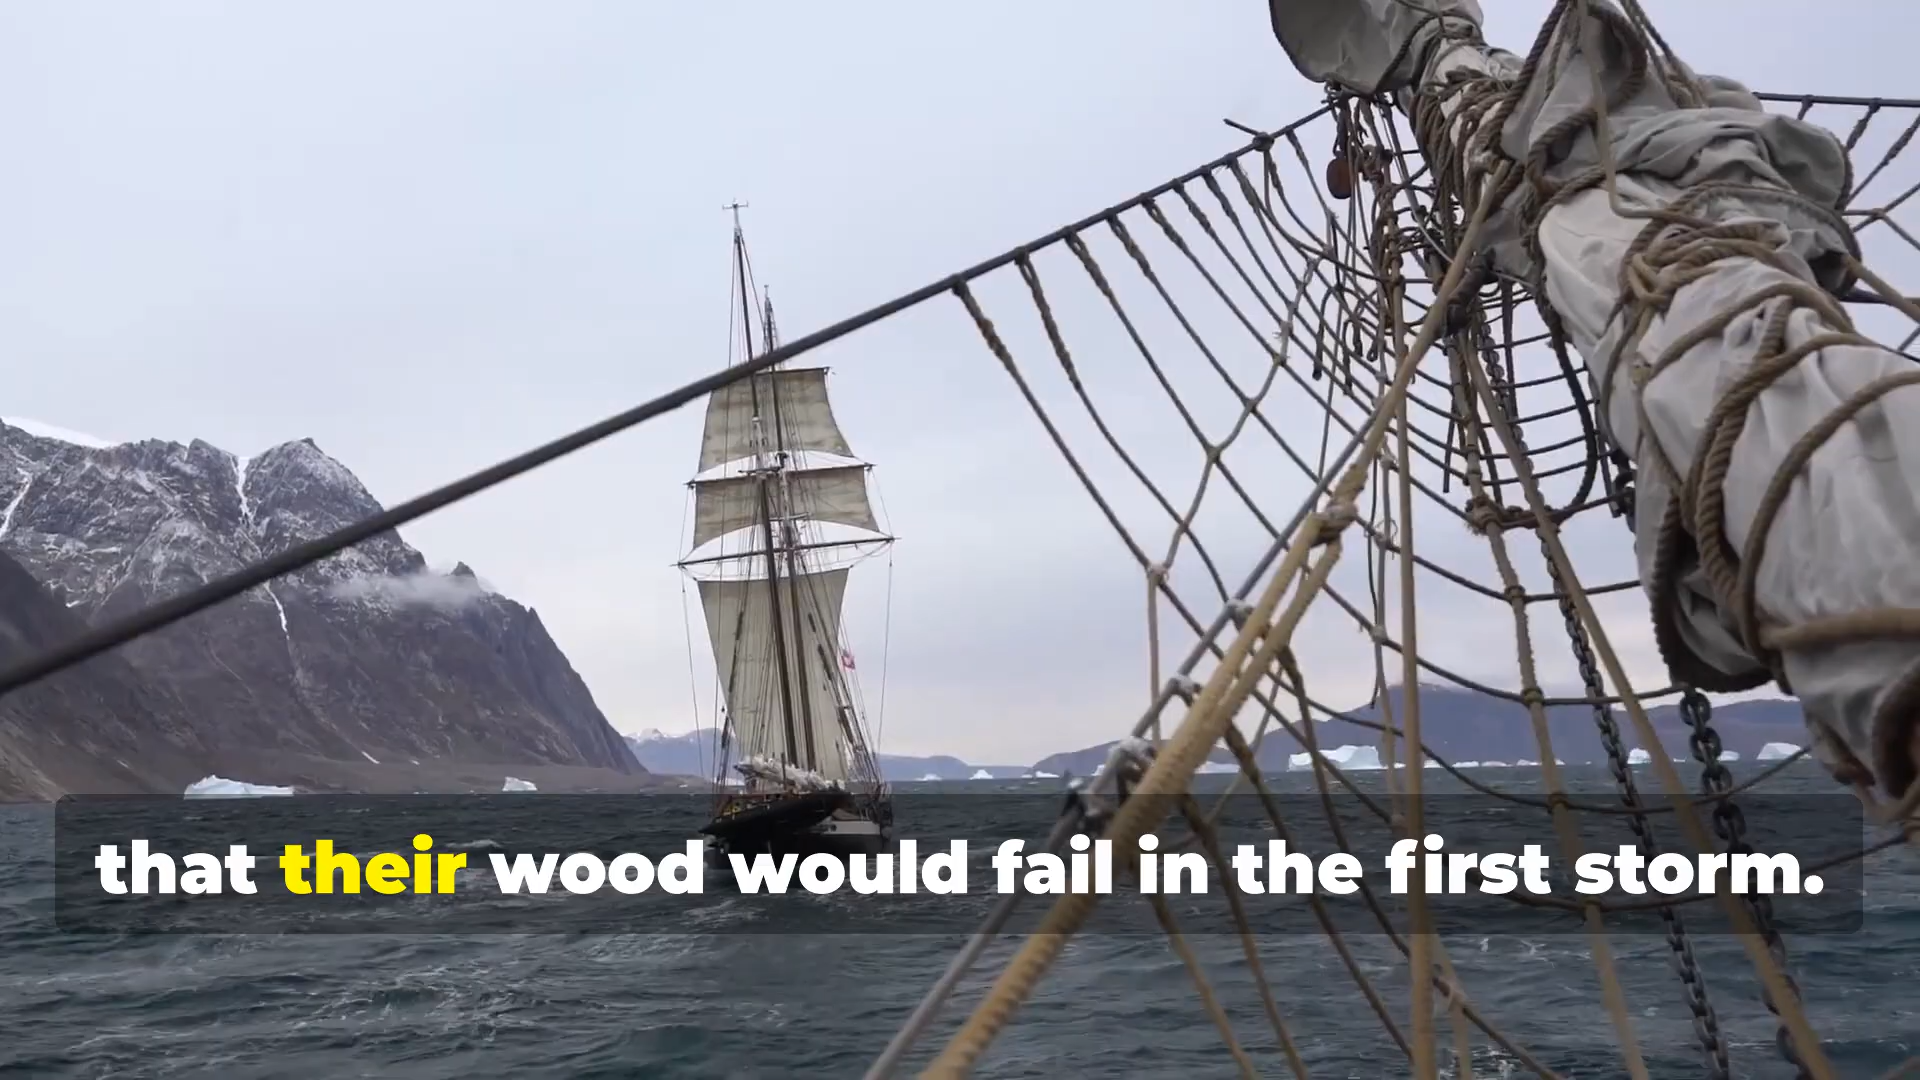 that their wood would fail in the first storm.